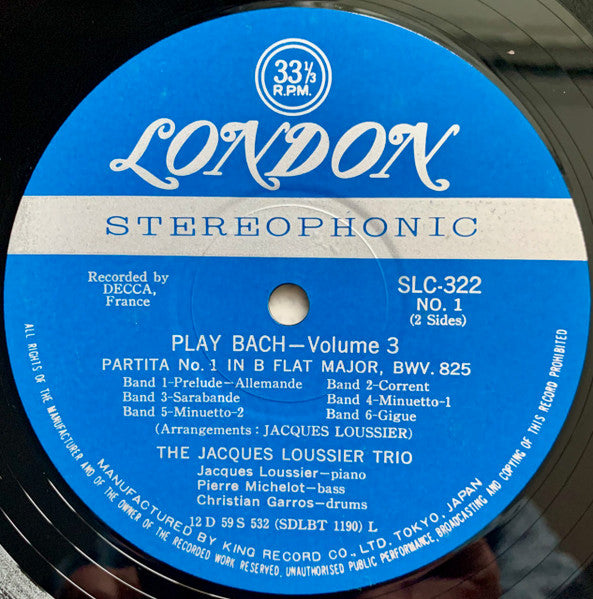 33 1/3
R.P.M.
LONDON
STEREOPHONIC
Recorded by
DECCA,
France
SLC-322
NO. 1
(2 Sides)
PLAY BACH—Volume 3
PARTITA No. 1 IN B FLAT MAJOR, BWV. 825
Band 1-Prelude—Allemande
Band 2-Corrent
Band 3-Sarabande
Band 4-Minuetto-1
Band 5-Minuetto-2
Band 6-Gigue
(Arrangements : JACQUES LOUSSIER)
THE JACQUES LOUSSIER TRIO
Jacques Loussier—piano
Pierre Michelot—bass
Christian Garros—drums
12 D 59 S 532 (SDLBT 1190) L
MANUFACTURED BY KING RECORD CO., LTD, TOKYO, JAPAN
ALL RIGHTS OF THE MANUFACTURER AND OF THE OWNER OF THE RECORDED WORK RESERVED. UNAUTHORISED PUBLIC PERFORMANCE, BROADCASTING AND COPYING OF THIS RECORD PROHIBITED